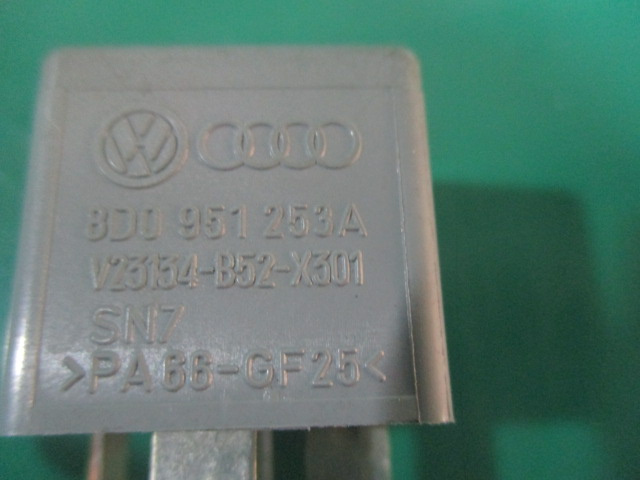 8D0 951 253A
V23134-B52-X301
SN7
>PA66-GF25<